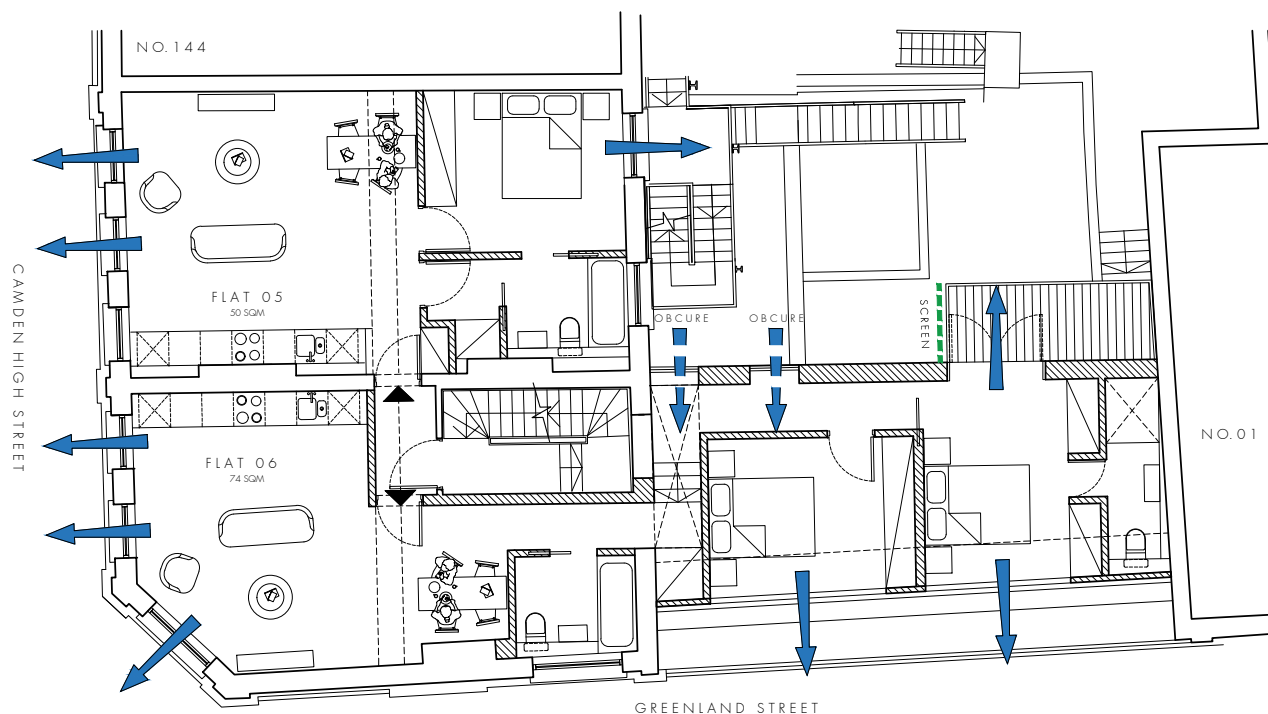 NO. 144
CAMDEN HIGH STREET
FLAT 05
50 SQM
OBCURE
OBCURE
SCREEN
FLAT 06
74 SQM
NO.01
GREENLAND STREET